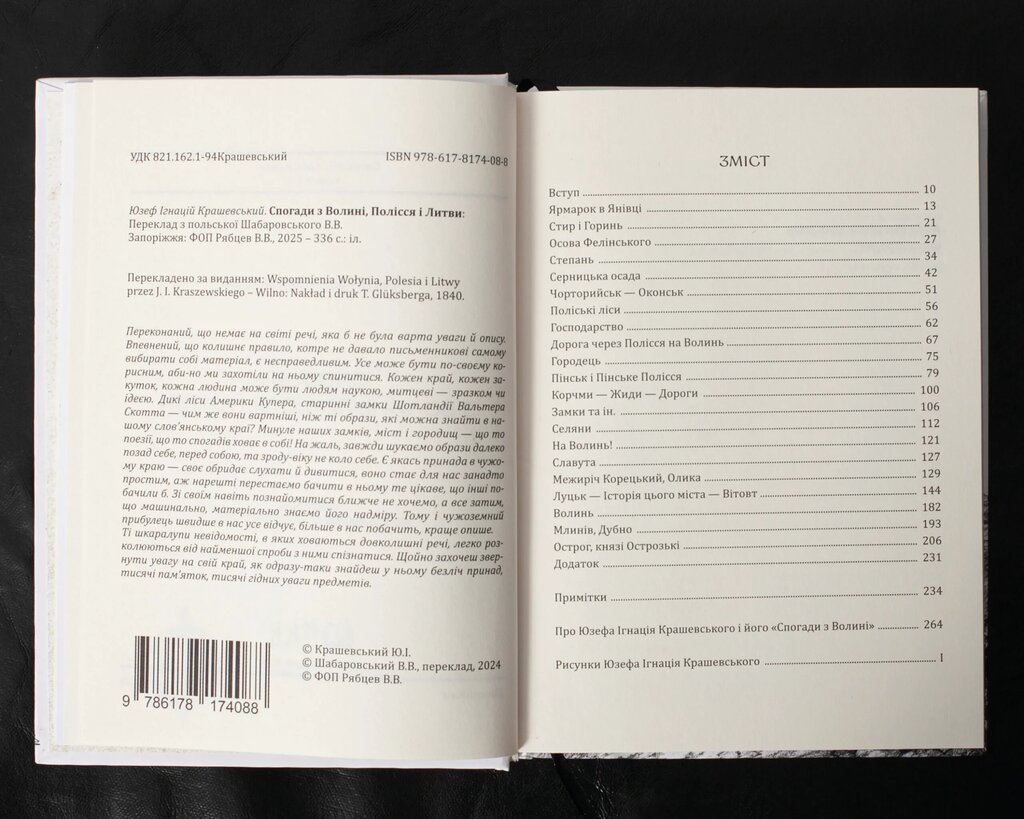 УДК 821.162.1-94Крашевський
ISBN 978-617-8174-08-8
Юзеф Ігнацій Крашевський. Спогади з Волині, Полісся і Литви:
Переклад з польської Шабаровського В.В.
Запоріжжя: ФОП Рябцев В.В., 2025 – 336 с.: іл.
Перекладено за виданням: Wspomnienia Wołynia, Polesia i Litwy
przez J. I. Kraszewskiego – Wilno: Nakład i druk T. Glüksberga, 1840.
Переконаний, що немає на світі речі, яка б не була варта уваги й опису.
Впевнений, що колишнє правило, котре не давало письменникові самому
вибирати собі матеріал, є несправедливим. Усе може бути по-своєму ко-
рисним, аби-но ми захотіли на ньому спинитися. Кожен край, кожен за-
куток, кожна людина може бути людям наукою, митцеві — зразком чи
ідеєю. Дикі ліси Америки Купера, старинні замки Шотландії Вальтера
Скотта — чим же вони вартніші, ніж ті образи, які можна знайти в на-
шому слов'янському краї? Минуле наших замків, міст і городищ — що то
поезії, що то спогадів ховає в собі! На жаль, завжди шукаємо образи далеко
позад себе, перед собою, та зроду-віку не коло себе. Є якась принада в чужо-
му краю — своє обридає слухати й дивитися, воно стає для нас занадто
простим, аж нарешті перестаємо бачити в ньому те цікаве, що інші по-
бачили б. Зі своїм навіть познайомитися ближче не хочемо, а все затим,
що машинально, матеріально знаємо його надміру. Тому і чужоземний
прибулець швидше в нас усе відчує, більше в нас побачить, краще опише.
Ті шкаралупи невідомості, в яких ховаються довколишні речі, легко роз-
колюються від найменшої спроби з ними спізнатися. Щойно захочеш звер-
нути увагу на свій край, як одразу-таки знайдеш у ньому безліч принад,
тисячі пам'яток, тисячі гідних уваги предметів.
9 786178 174088
© Крашевський Ю.І.
© Шабаровський В.В., переклад, 2024
© ФОП Рябцев В.В.
ЗМІСТ
Вступ ... 10
Ярмарок в Янівці ... 13
Стир і Горинь ... 21
Осова Фелінського ... 27
Степань ... 34
Серницька осада ... 42
Чорторийськ — Оконськ ... 51
Поліські ліси ... 56
Господарство ... 62
Дорога через Полісся на Волинь ... 67
Городець ... 75
Пінськ і Пінське Полісся ... 79
Корчми — Жиди — Дороги ... 100
Замки та ін. ... 106
Селяни ... 112
На Волинь! ... 121
Славута ... 127
Межиріч Корецький, Олика ... 129
Луцьк — Історія цього міста — Вітовт ... 144
Волинь ... 182
Млинів, Дубно ... 193
Острог, князі Острозькі ... 206
Додаток ... 231
Примітки ... 234
Про Юзефа Ігнація Крашевського і його «Спогади з Волині» ... 264
Рисунки Юзефа Ігнація Крашевського ... I